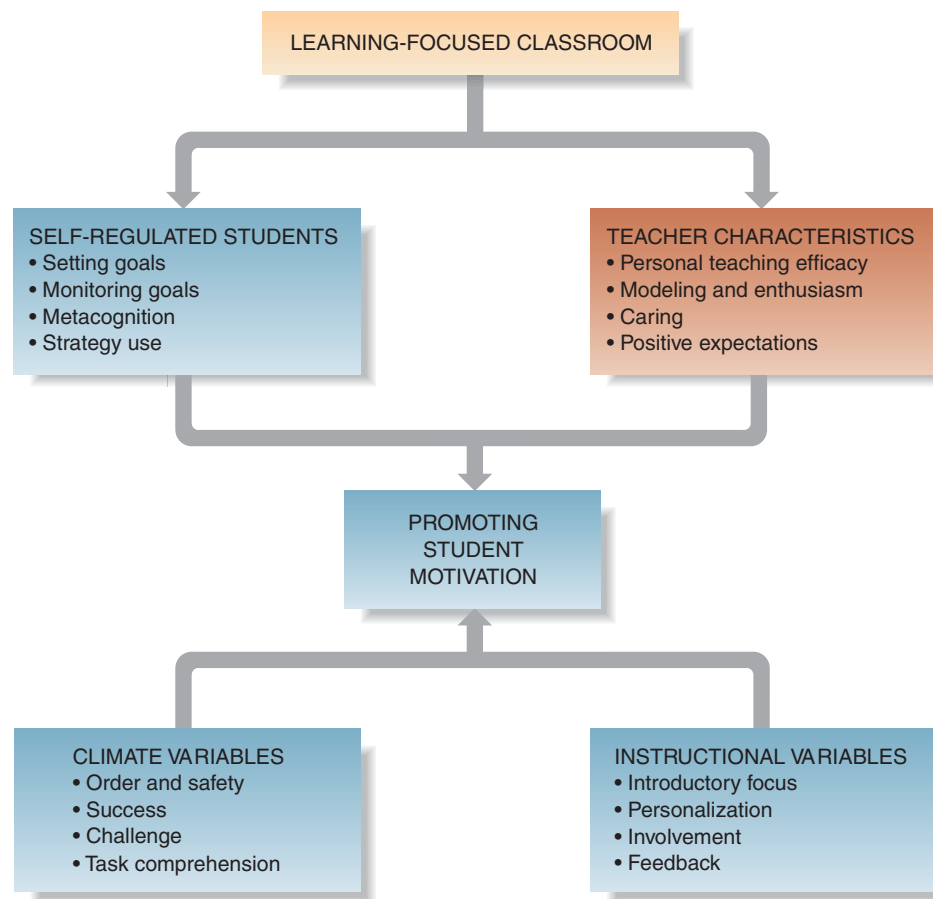 LEARNING-FOCUSED CLASSROOM
SELF-REGULATED STUDENTS
• Setting goals
• Monitoring goals
• Metacognition
• Strategy use
TEACHER CHARACTERISTICS
• Personal teaching efficacy
• Modeling and enthusiasm
• Caring
• Positive expectations
PROMOTING
STUDENT
MOTIVATION
CLIMATE VARIABLES
• Order and safety
• Success
• Challenge
• Task comprehension
INSTRUCTIONAL VARIABLES
• Introductory focus
• Personalization
• Involvement
• Feedback